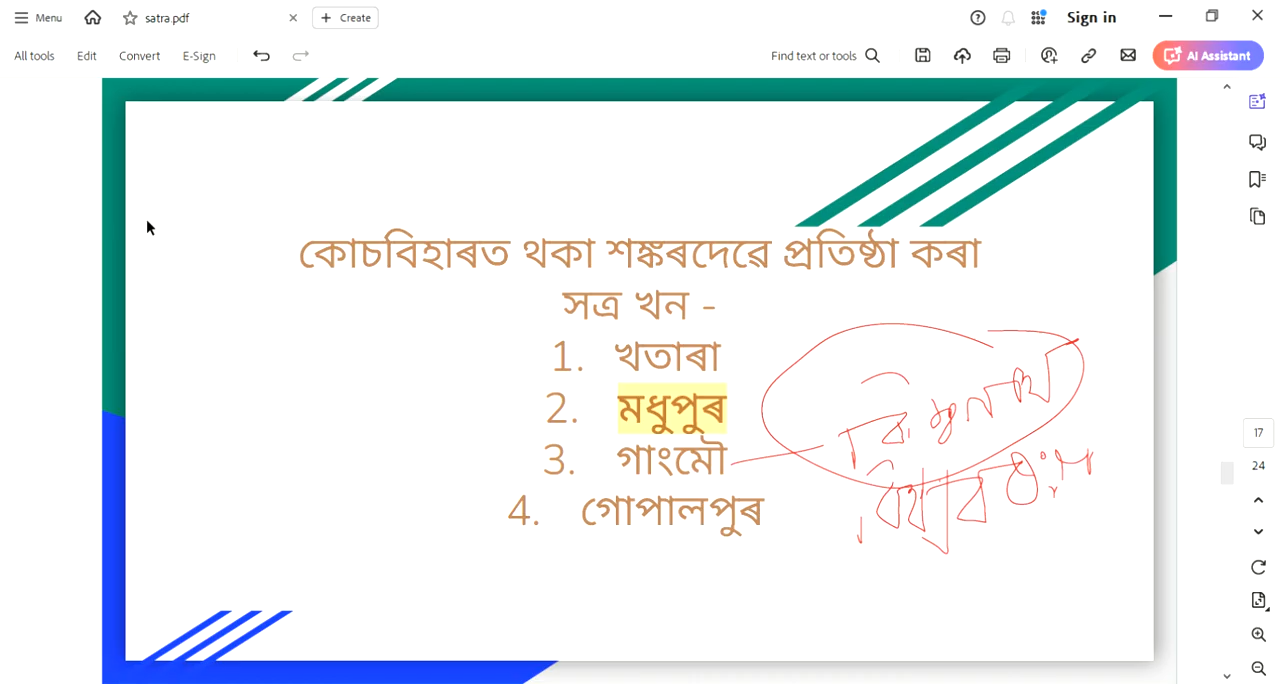 Menu satra.pdf Create Sign in
All tools Edit Convert E-Sign Find text or tools AI Assistant
কোচবিহাৰত থকা শঙ্কৰদেৱে প্ৰতিষ্ঠা কৰা
সত্ৰ খন -
1. খতাৰা
2. মধুপুৰ
3. গাংমৌ
4. গোপালপুৰ
17
24